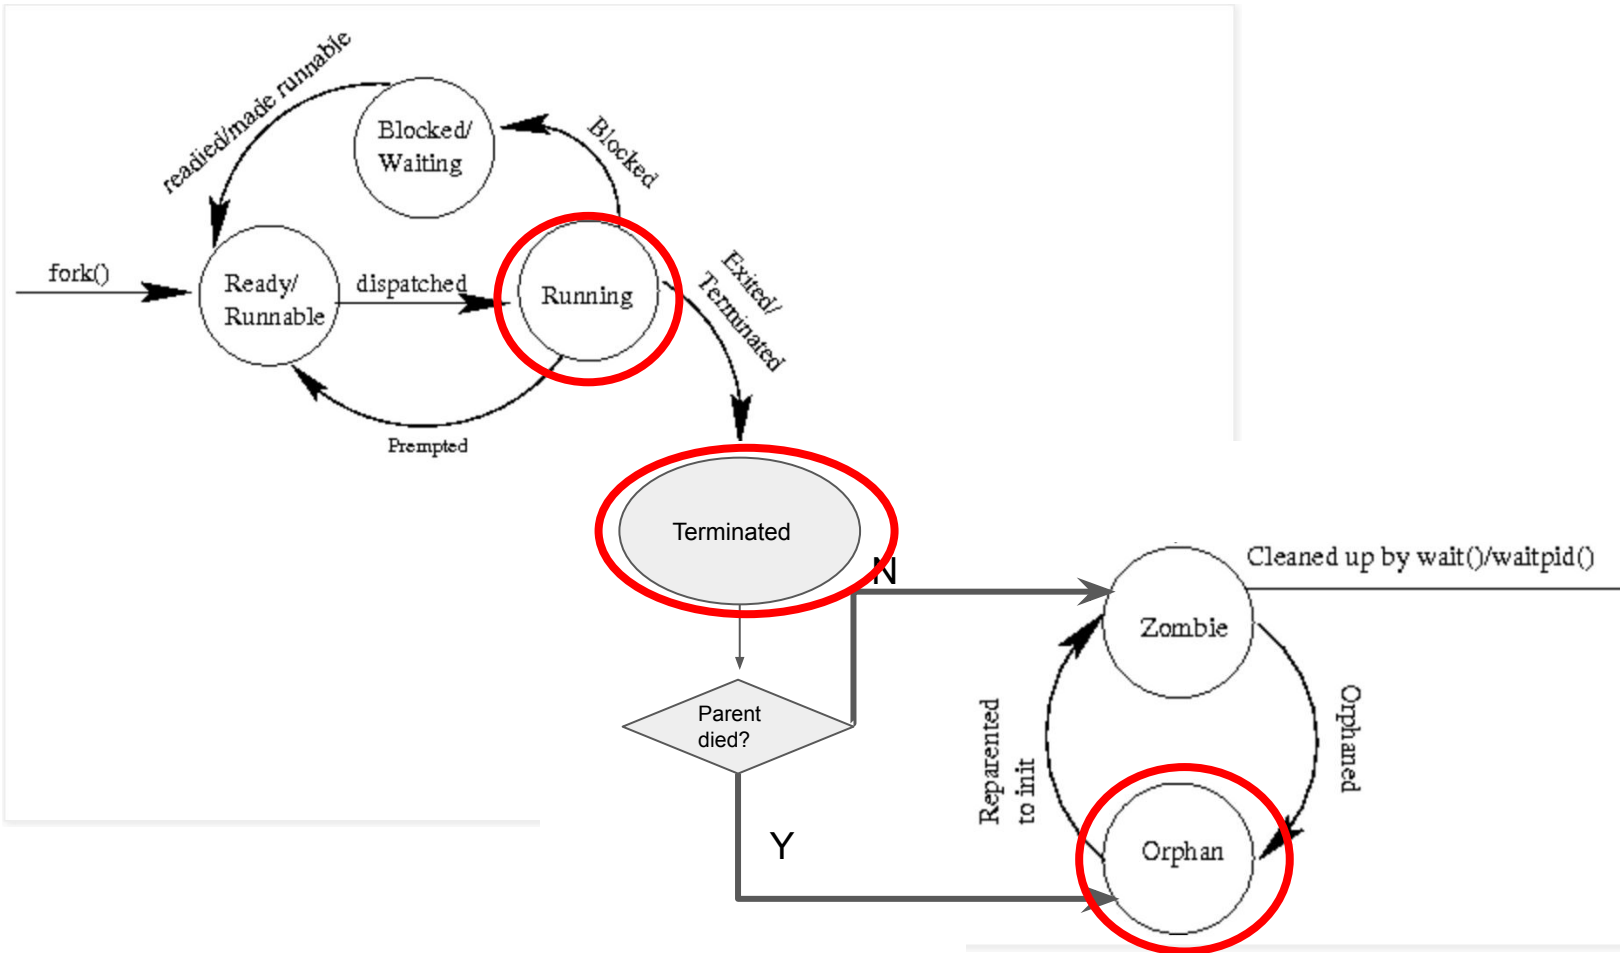 readied/made runnable
Blocked/
Waiting
Blocked
fork()
Ready/
Runnable
dispatched
Running
Exited/
Terminated
Prempted
Terminated
N
Cleaned up by wait()/waitpid()
Zombie
Parent
died?
Reparented
to init
Orphaned
Y
Orphan